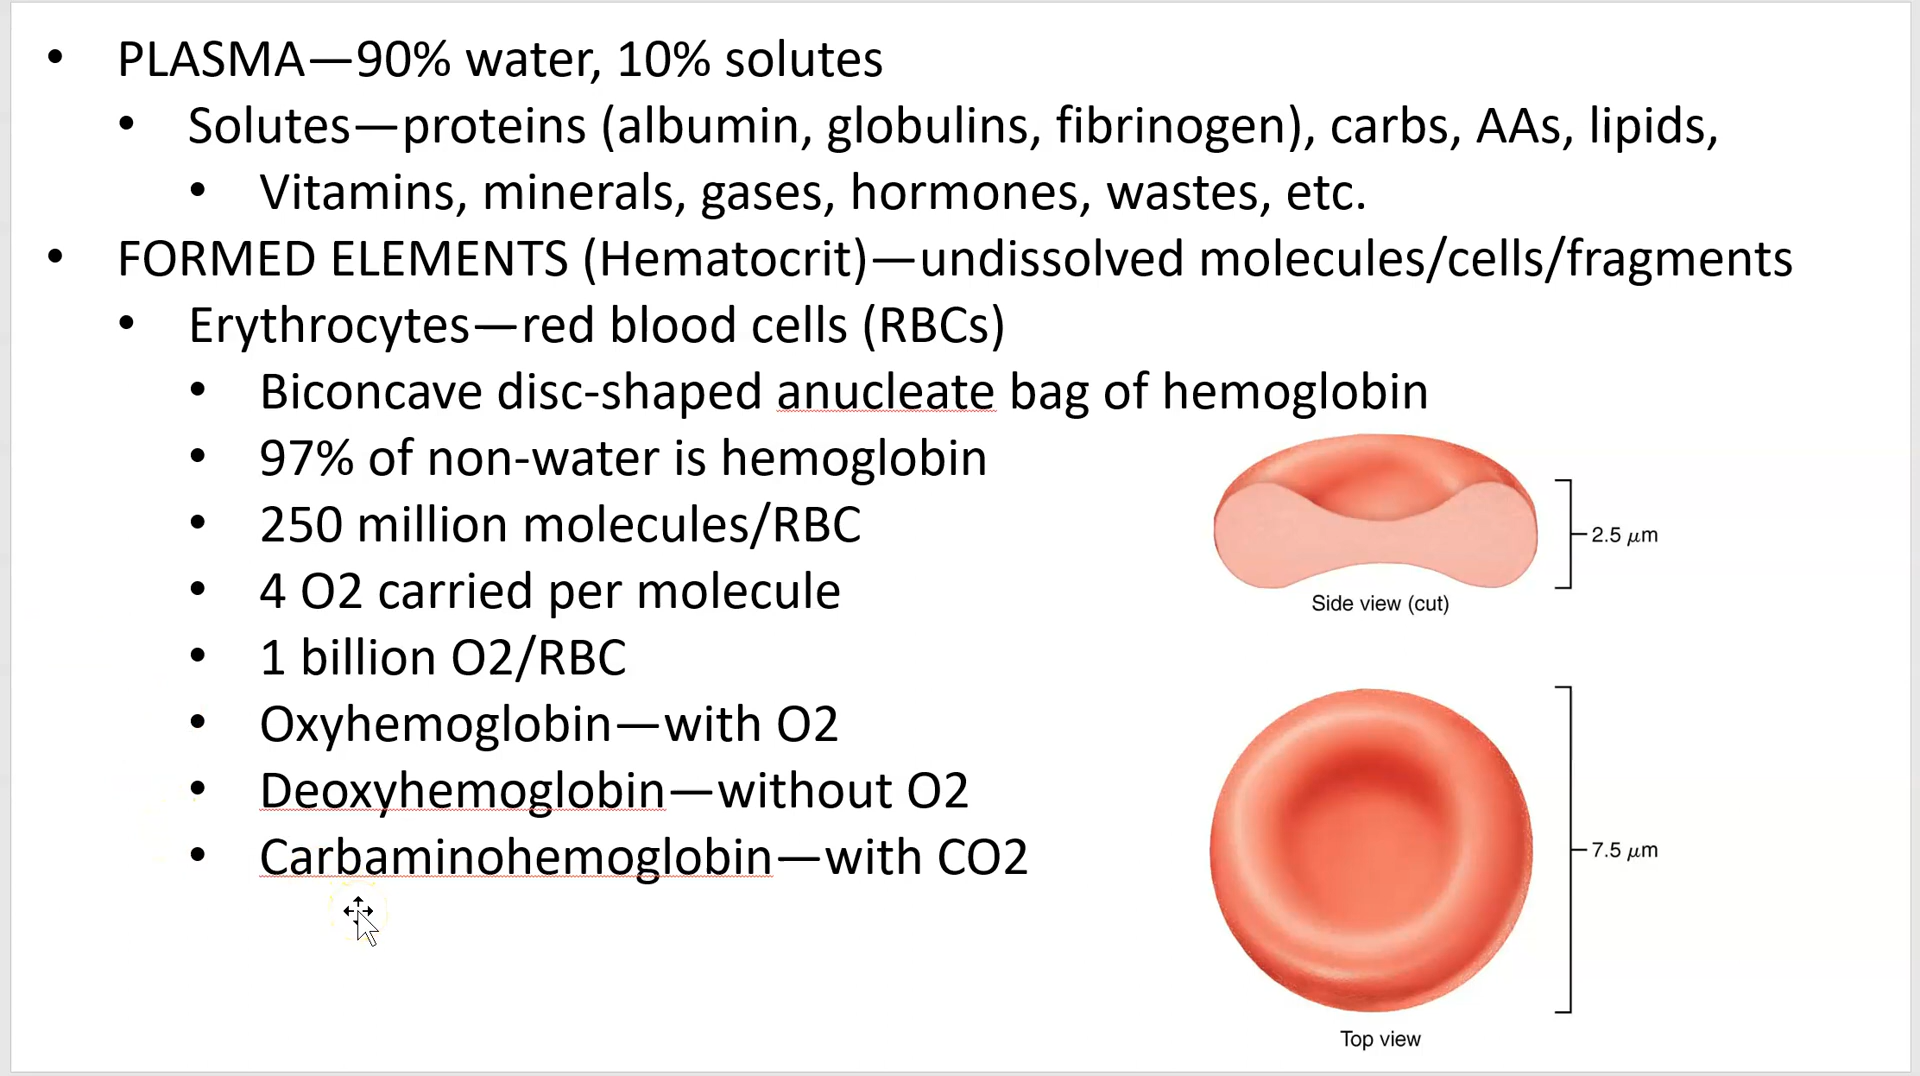 • PLASMA—90% water, 10% solutes
• Solutes—proteins (albumin, globulins, fibrinogen), carbs, AAs, lipids,
• Vitamins, minerals, gases, hormones, wastes, etc.
• FORMED ELEMENTS (Hematocrit)—undissolved molecules/cells/fragments
• Erythrocytes—red blood cells (RBCs)
• Biconcave disc-shaped anucleate bag of hemoglobin
• 97% of non-water is hemoglobin
• 250 million molecules/RBC
• 4 O2 carried per molecule
• 1 billion O2/RBC
• Oxyhemoglobin—with O2
• Deoxyhemoglobin—without O2
• Carbaminohemoglobin—with CO2
2.5 μm
Side view (cut)
7.5 μm
Top view